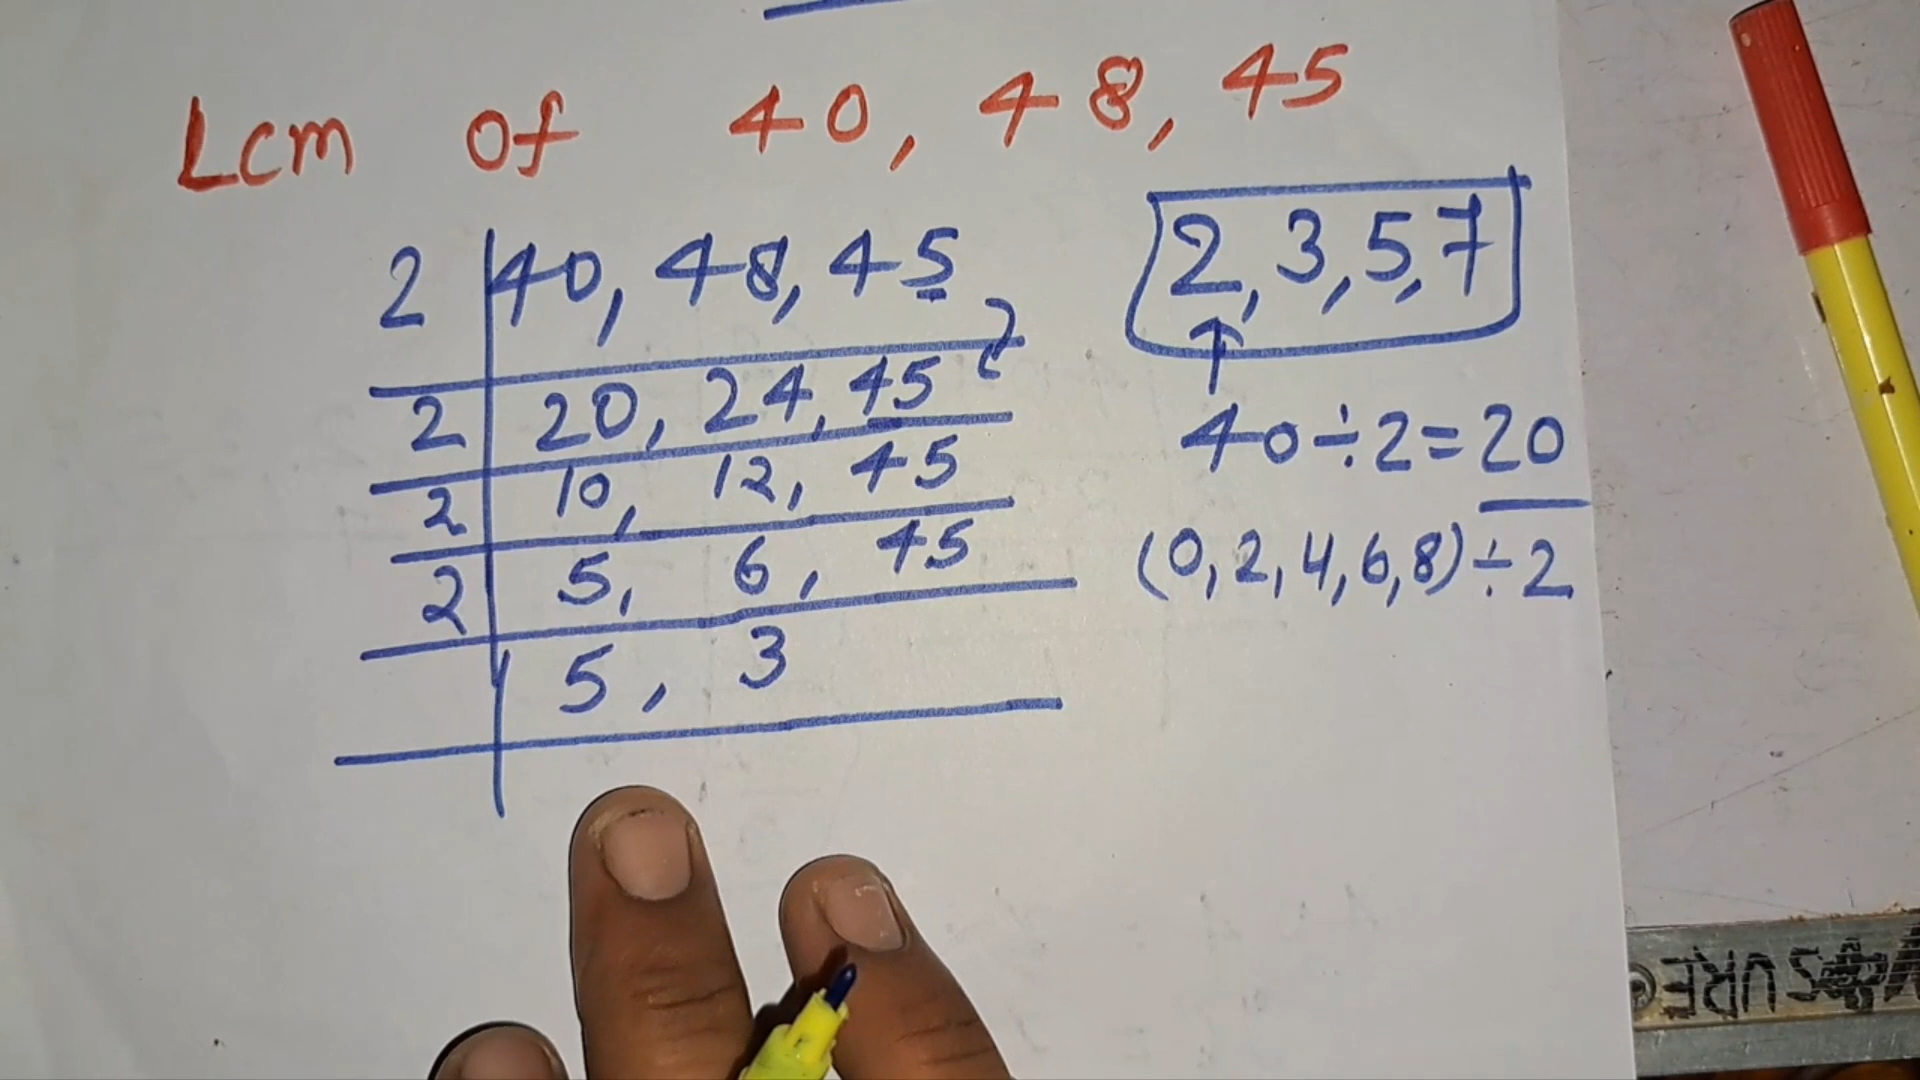 Lcm of 40, 48, 45
2 40, 48, 45
2 20, 24, 45
2 10, 12, 45
2 5, 6, 45
5, 3
2, 3, 5, 7
40÷2=20
(0,2,4,6,8)÷2